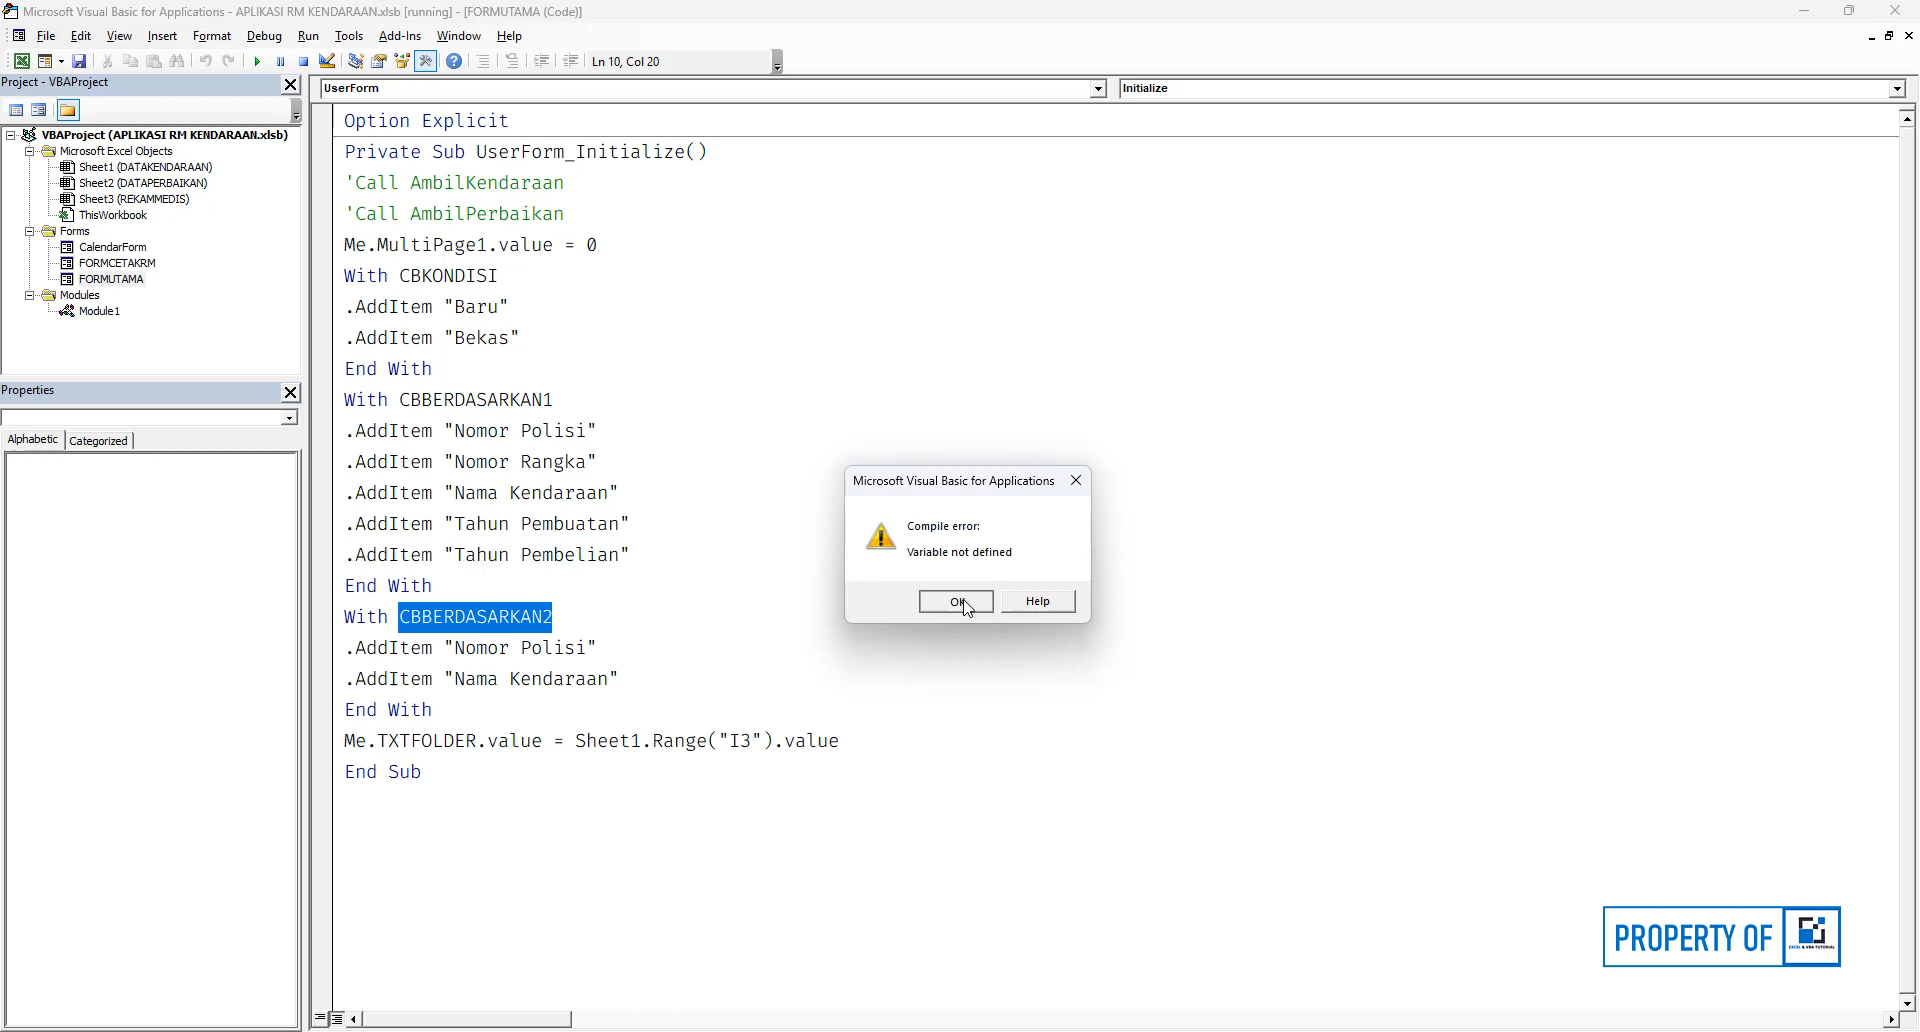 Microsoft Visual Basic for Applications - APLIKASI RM KENDARAAN.xlsb [running] - [FORMUTAMA (Code)]
File Edit View Insert Format Debug Run Tools Add-Ins Window Help
Ln 10, Col 20
Project - VBAProject
UserForm
Initialize
VBAProject (APLIKASI RM KENDARAAN.xlsb)
Microsoft Excel Objects
Sheet1 (DATAKENDARAAN)
Sheet2 (DATAPERBAIKAN)
Sheet3 (REKAMMEDIS)
ThisWorkbook
Forms
CalendarForm
FORMCETAKRM
FORMUTAMA
Modules
Module1
Properties
Alphabetic Categorized
Option Explicit
Private Sub UserForm_Initialize()
'Call AmbilKendaraan
'Call AmbilPerbaikan
Me.MultiPage1.value = 0
With CBKONDISI
.AddItem "Baru"
.AddItem "Bekas"
End With
With CBBERDASARKAN1
.AddItem "Nomor Polisi"
.AddItem "Nomor Rangka"
.AddItem "Nama Kendaraan"
.AddItem "Tahun Pembuatan"
.AddItem "Tahun Pembelian"
End With
With CBBERDASARKAN2
.AddItem "Nomor Polisi"
.AddItem "Nama Kendaraan"
End With
Me.TXTFOLDER.value = Sheet1.Range("I3").value
End Sub
Microsoft Visual Basic for Applications
Compile error:
Variable not defined
OK
Help
PROPERTY OF
EXCEL & VBA TUTORIAL